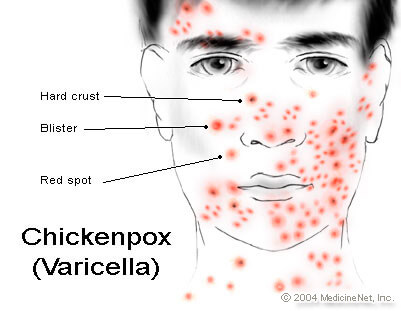 Hard crust
Blister
Red spot
Chickenpox
(Varicella)
© 2004 MedicineNet, Inc.